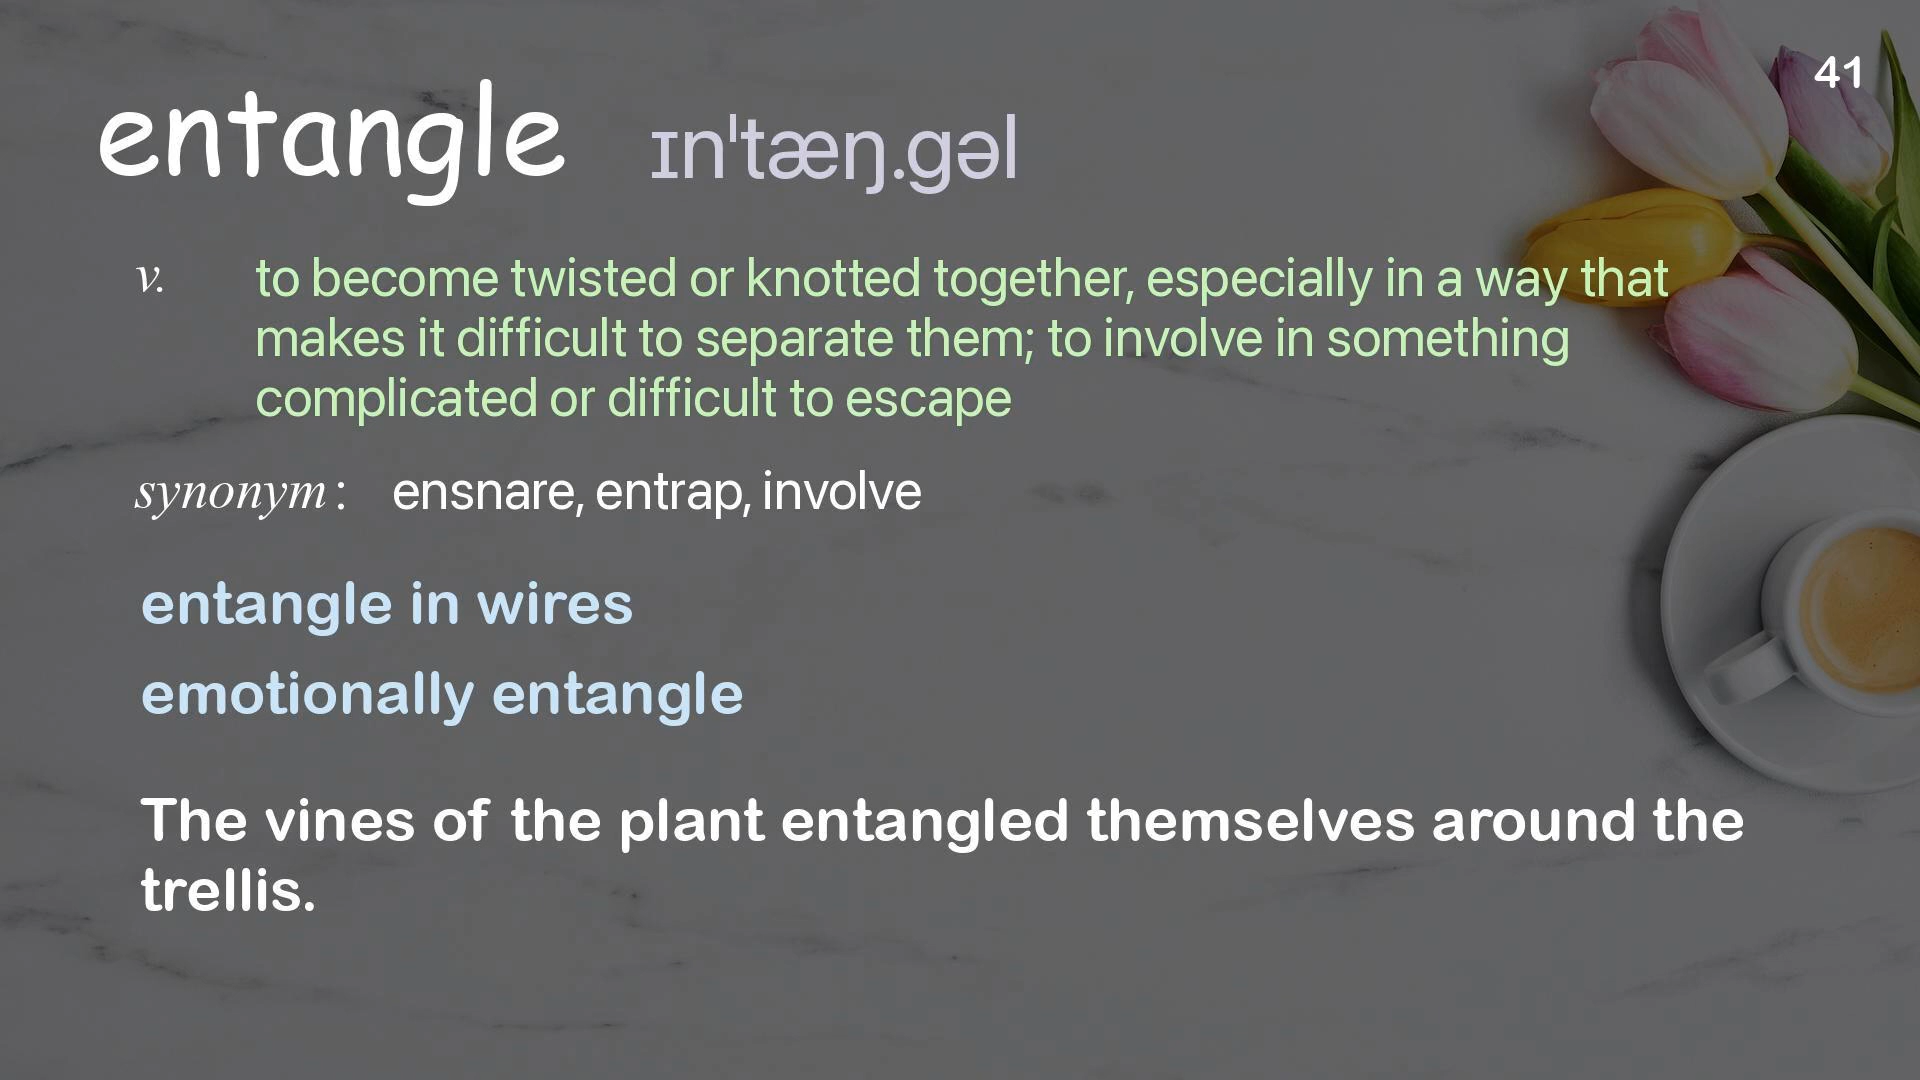 41
entangle ɪnˈtæŋ.gəl
v. to become twisted or knotted together, especially in a way that
makes it difficult to separate them; to involve in something
complicated or difficult to escape
synonym : ensnare, entrap, involve
entangle in wires
emotionally entangle
The vines of the plant entangled themselves around the
trellis.